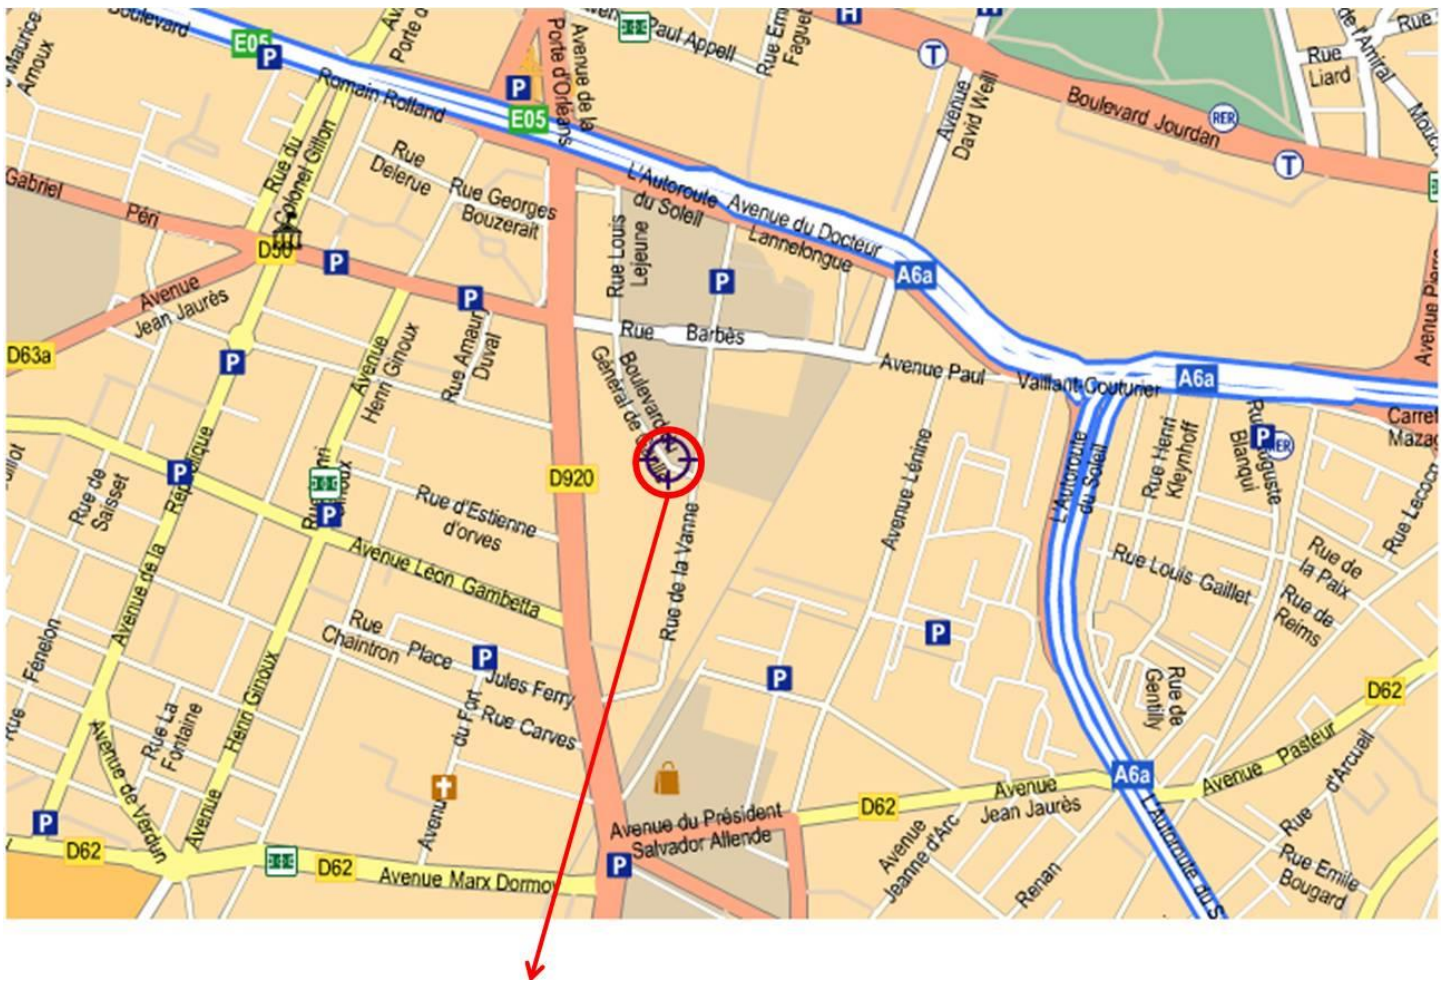 Boulevard
E05
P
Romain Rolland
Maurice
Arnoux
Porte d'Orléans
Avenue de la
P
E05
Paul Appell
Faguet
H
H
T
Avenue
David Weill
Boulevard Jourdan
RER
T
Rue
Liard
de l'Amiral
Rue
Rue du
Colonel Gillon
Rue
Delerue
Rue Georges
Bouzerait
Gabriel
Péri
D50
P
P
Avenue
Jean Jaurès
D63a
P
L'Autoroute
du Soleil
Avenue du Docteur
Lannelongue
Rue Louis
Lejeune
P
A6a
Rue Barbès
Avenue Paul
Vaillant-Couturier
A6a
Avenue
Henri Ginoux
Rue Amaury
Duval
Boulevard
Général de
D920
P
Rue de
Saisset
P
Rue d'Estienne
d'orves
Avenue Léon Gambetta
Avenue de la
République
Rue de la Vanne
Avenue Lénine
L'Autoroute
du Soleil
Rue Henri
Kleynhoff
Rue
Auguste
Blanqui
P
RER
Rue Lecocq
Rue Louis Gaillet
Rue de
la Paix
Rue de
Reims
Rue
Chaintron
Place
Jules Ferry
P
Rue Carves
P
P
Rue Fénelon
Rue La
Fontaine
Avenue de Verdun
Avenue Henri Ginoux
Avenue du Fort
Rue de
Gentilly
D62
Avenue Pasteur
A6a
Rue d'Arcueil
Avenue du Président
Salvador Allende
D62
Avenue
Jean Jaurès
Avenue
Jeanne d'Arc
Renan
L'Autoroute du S
Rue Emile
Bougard
P
D62
D62
Avenue Marx Dormoy
P